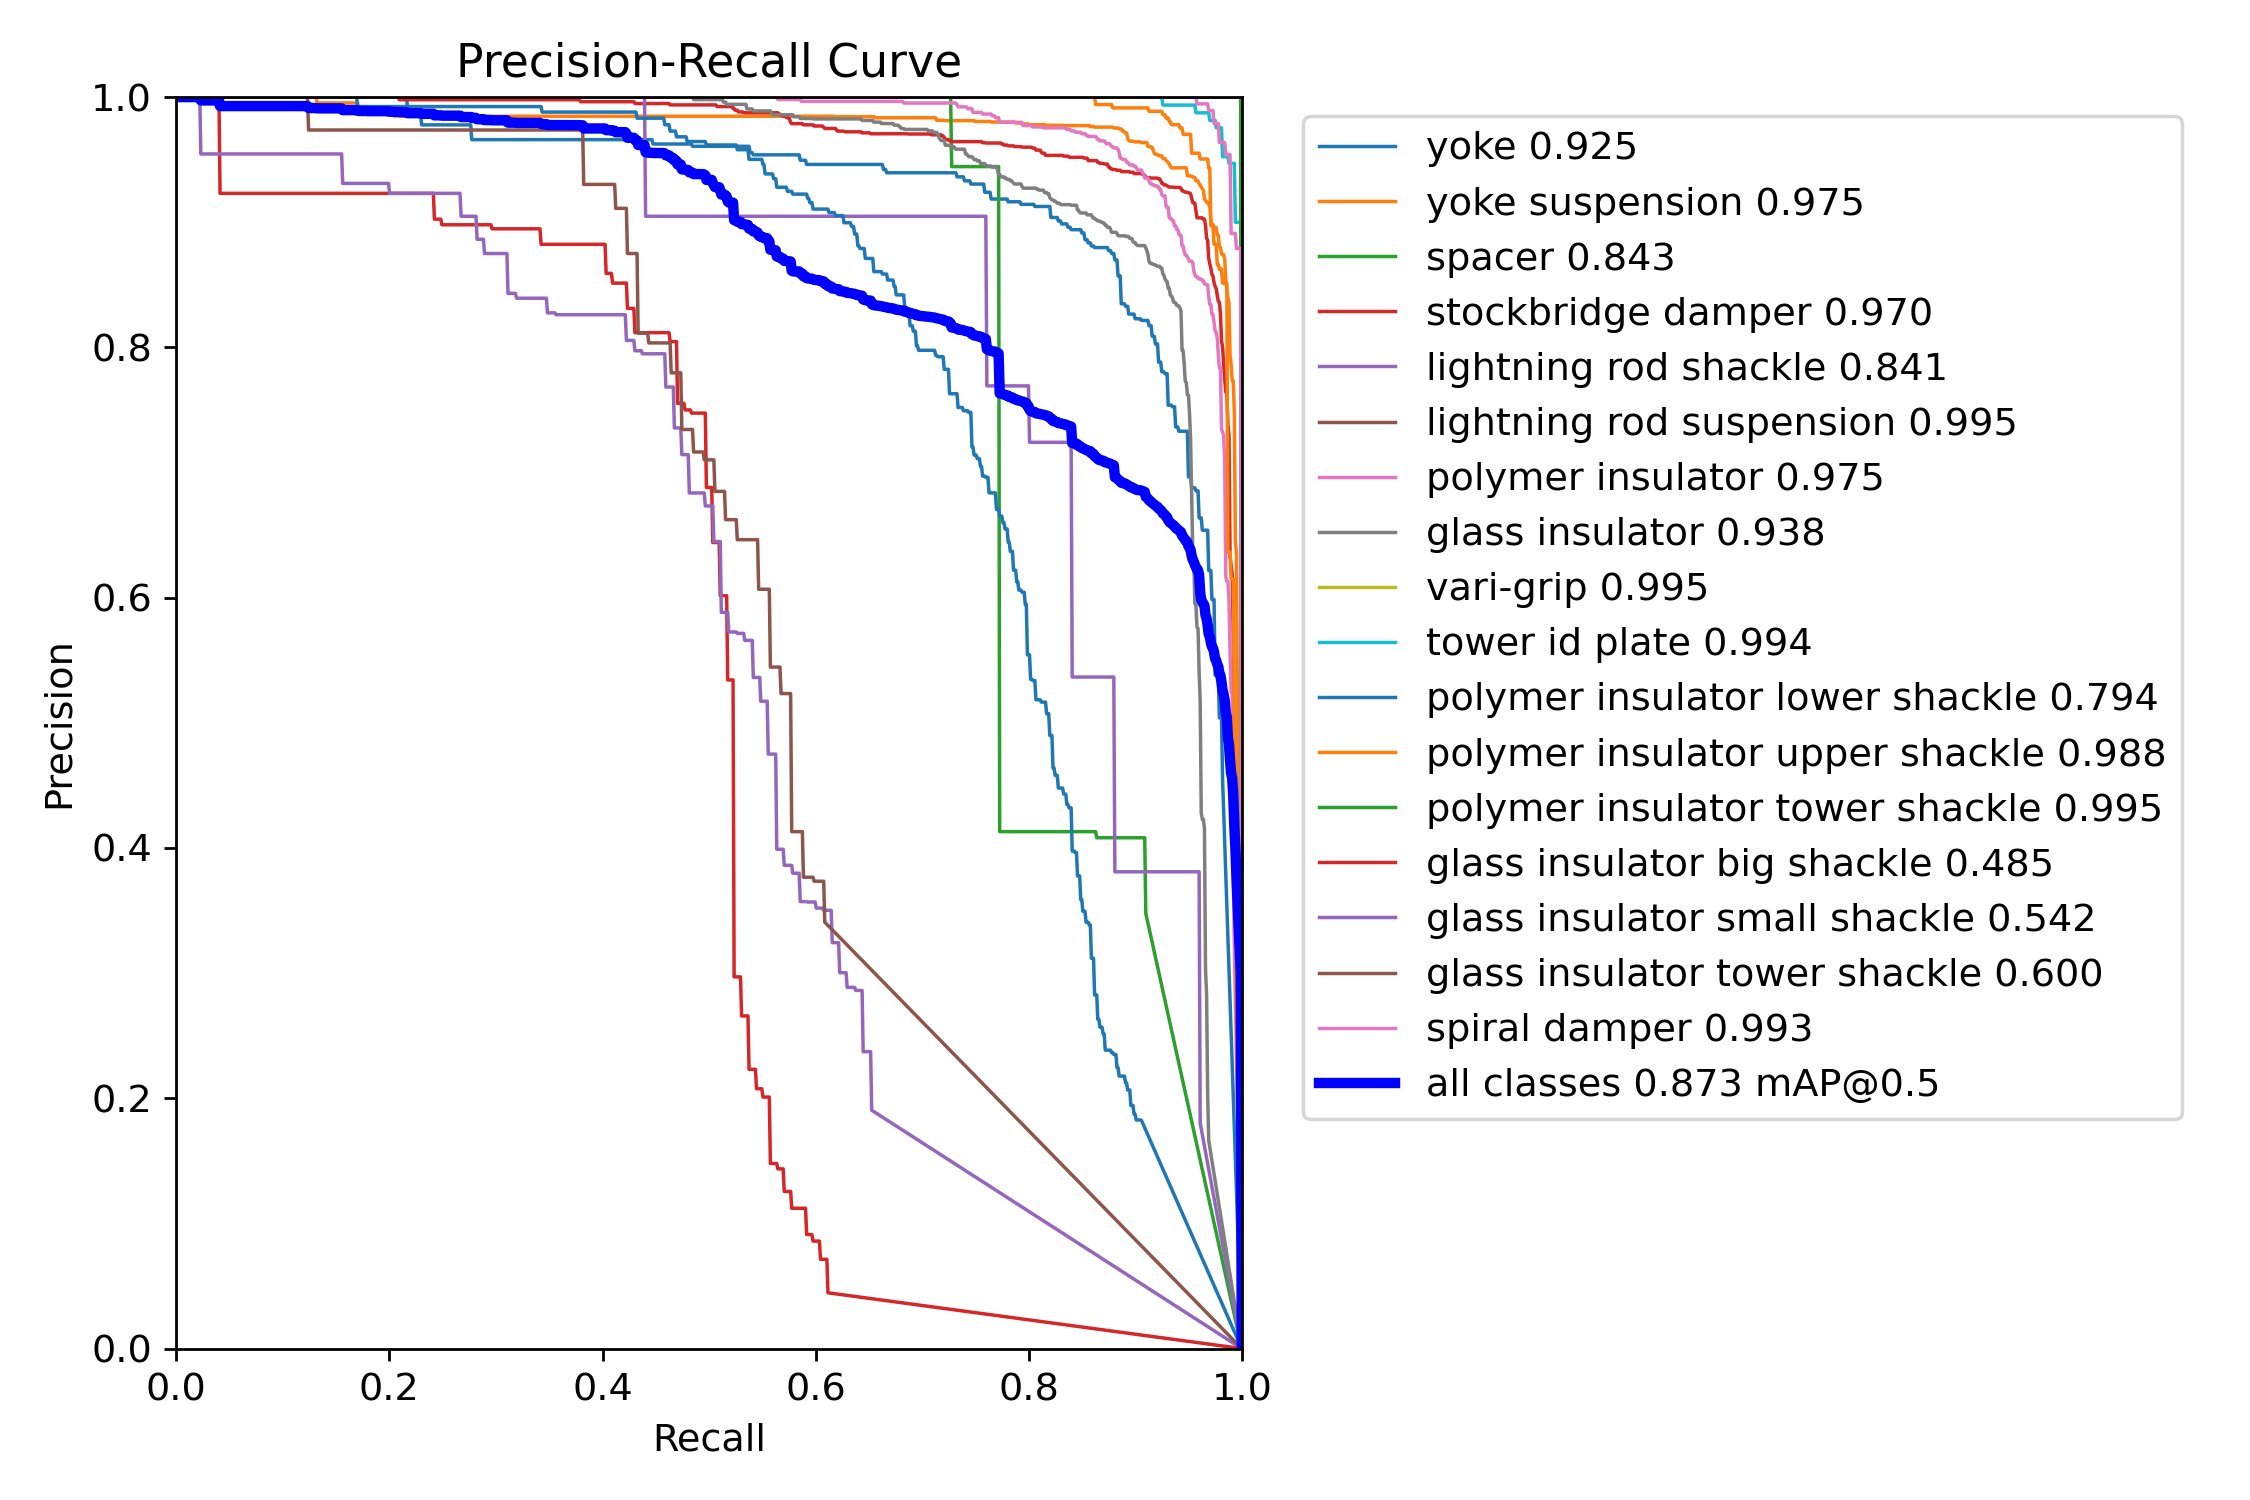 Precision-Recall Curve
1.0
0.8
0.6
0.4
0.2
0.0
Precision
0.0 0.2 0.4 0.6 0.8 1.0
Recall
yoke 0.925
yoke suspension 0.975
spacer 0.843
stockbridge damper 0.970
lightning rod shackle 0.841
lightning rod suspension 0.995
polymer insulator 0.975
glass insulator 0.938
vari-grip 0.995
tower id plate 0.994
polymer insulator lower shackle 0.794
polymer insulator upper shackle 0.988
polymer insulator tower shackle 0.995
glass insulator big shackle 0.485
glass insulator small shackle 0.542
glass insulator tower shackle 0.600
spiral damper 0.993
all classes 0.873 mAP@0.5